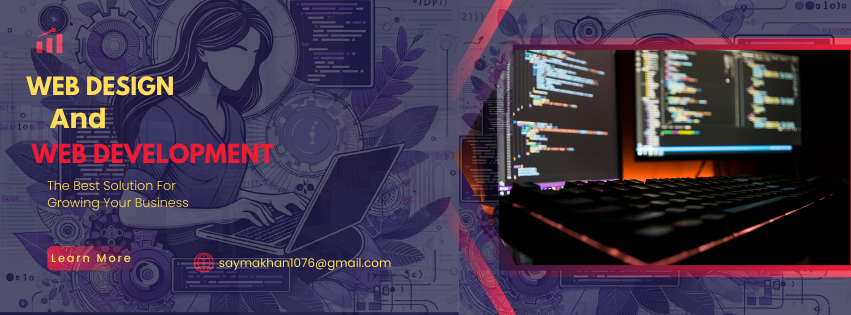 WEB DESIGN
And
WEB DEVELOPMENT
The Best Solution For
Growing Your Business
Learn More
saymakhan1076@gmail.com